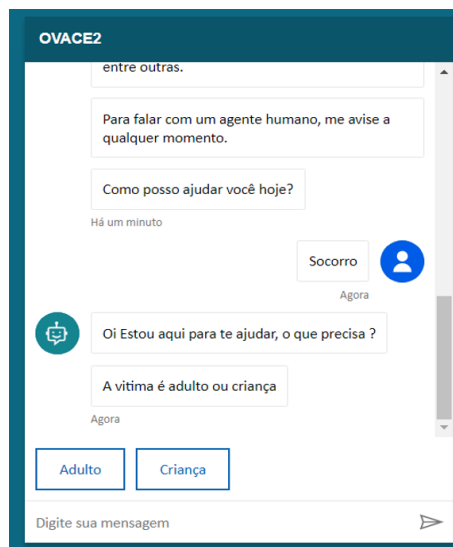 OVACE2
entre outras.
Para falar com um agente humano, me avise a
qualquer momento.
Como posso ajudar você hoje?
Há um minuto
Socorro
Agora
Oi Estou aqui para te ajudar, o que precisa ?
A vitima é adulto ou criança
Agora
Adulto
Criança
Digite sua mensagem